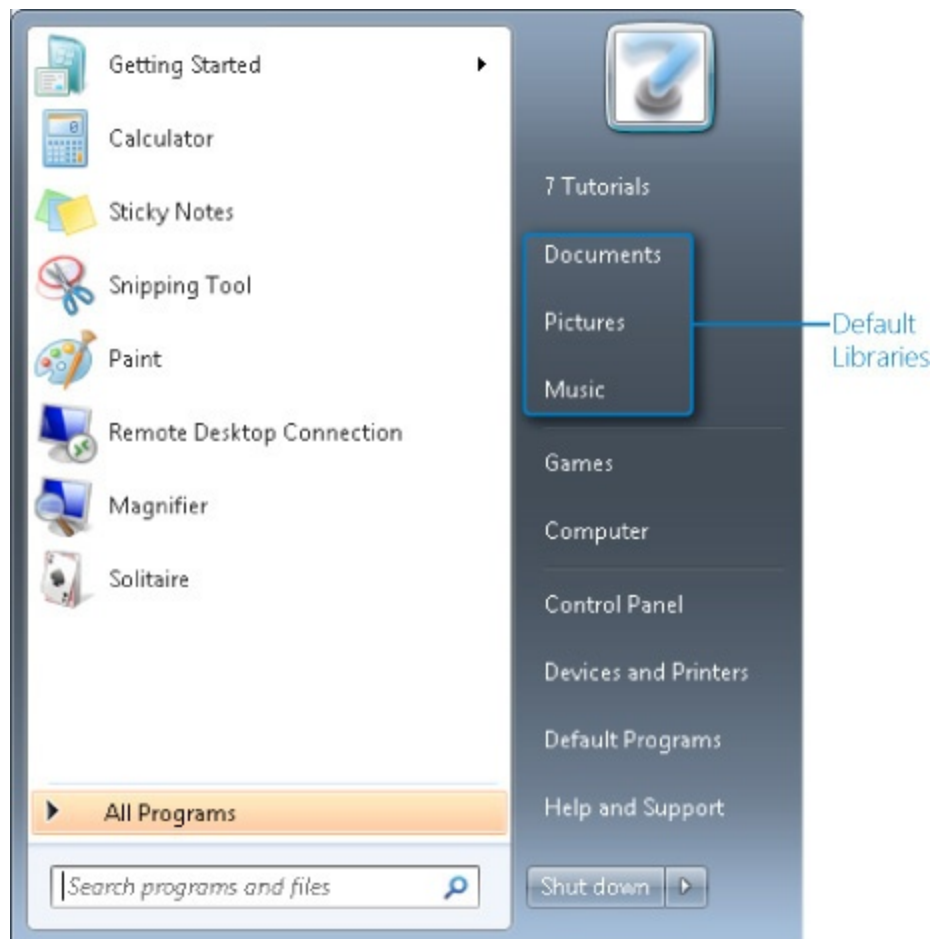 Getting Started
Calculator
Sticky Notes
Snipping Tool
Paint
Remote Desktop Connection
Magnifier
Solitaire
All Programs
Search programs and files
7 Tutorials
Documents
Pictures
Music
Games
Computer
Control Panel
Devices and Printers
Default Programs
Help and Support
Shut down
Default
Libraries